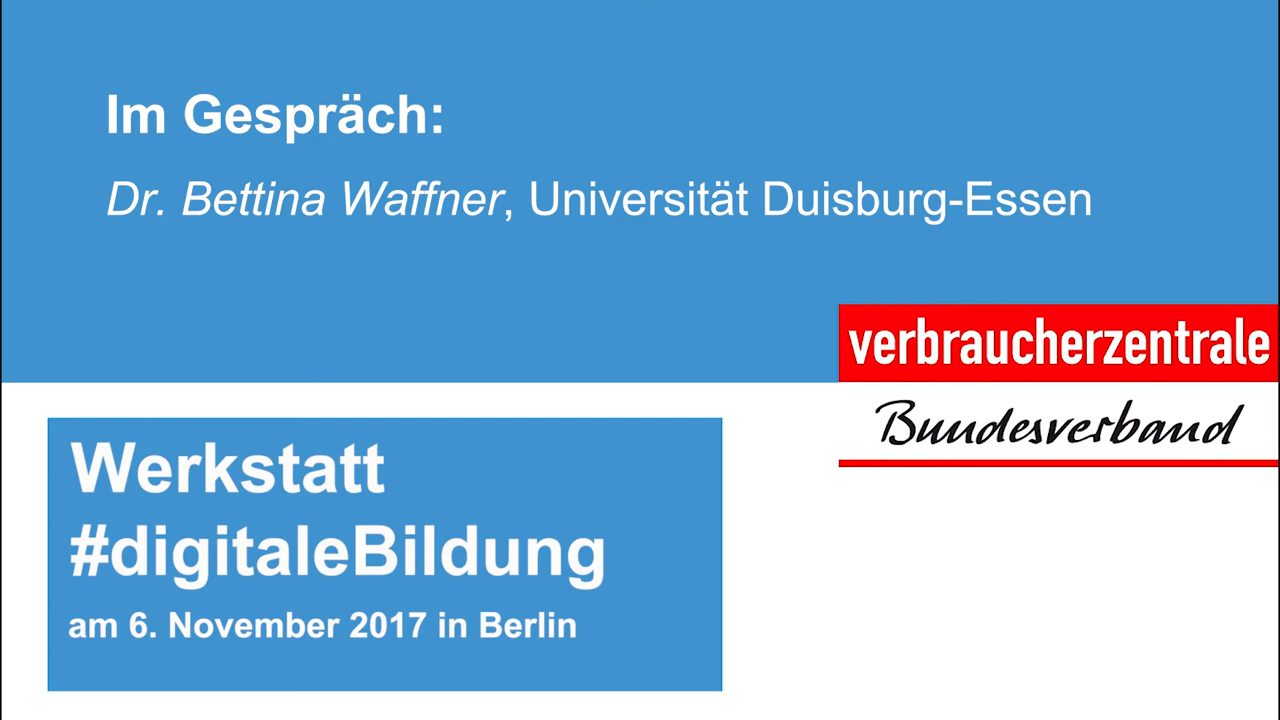 Im Gespräch:
Dr. Bettina Waffner, Universität Duisburg-Essen
verbraucherzentrale
Bundesverband
Werkstatt
#digitaleBildung
am 6. November 2017 in Berlin